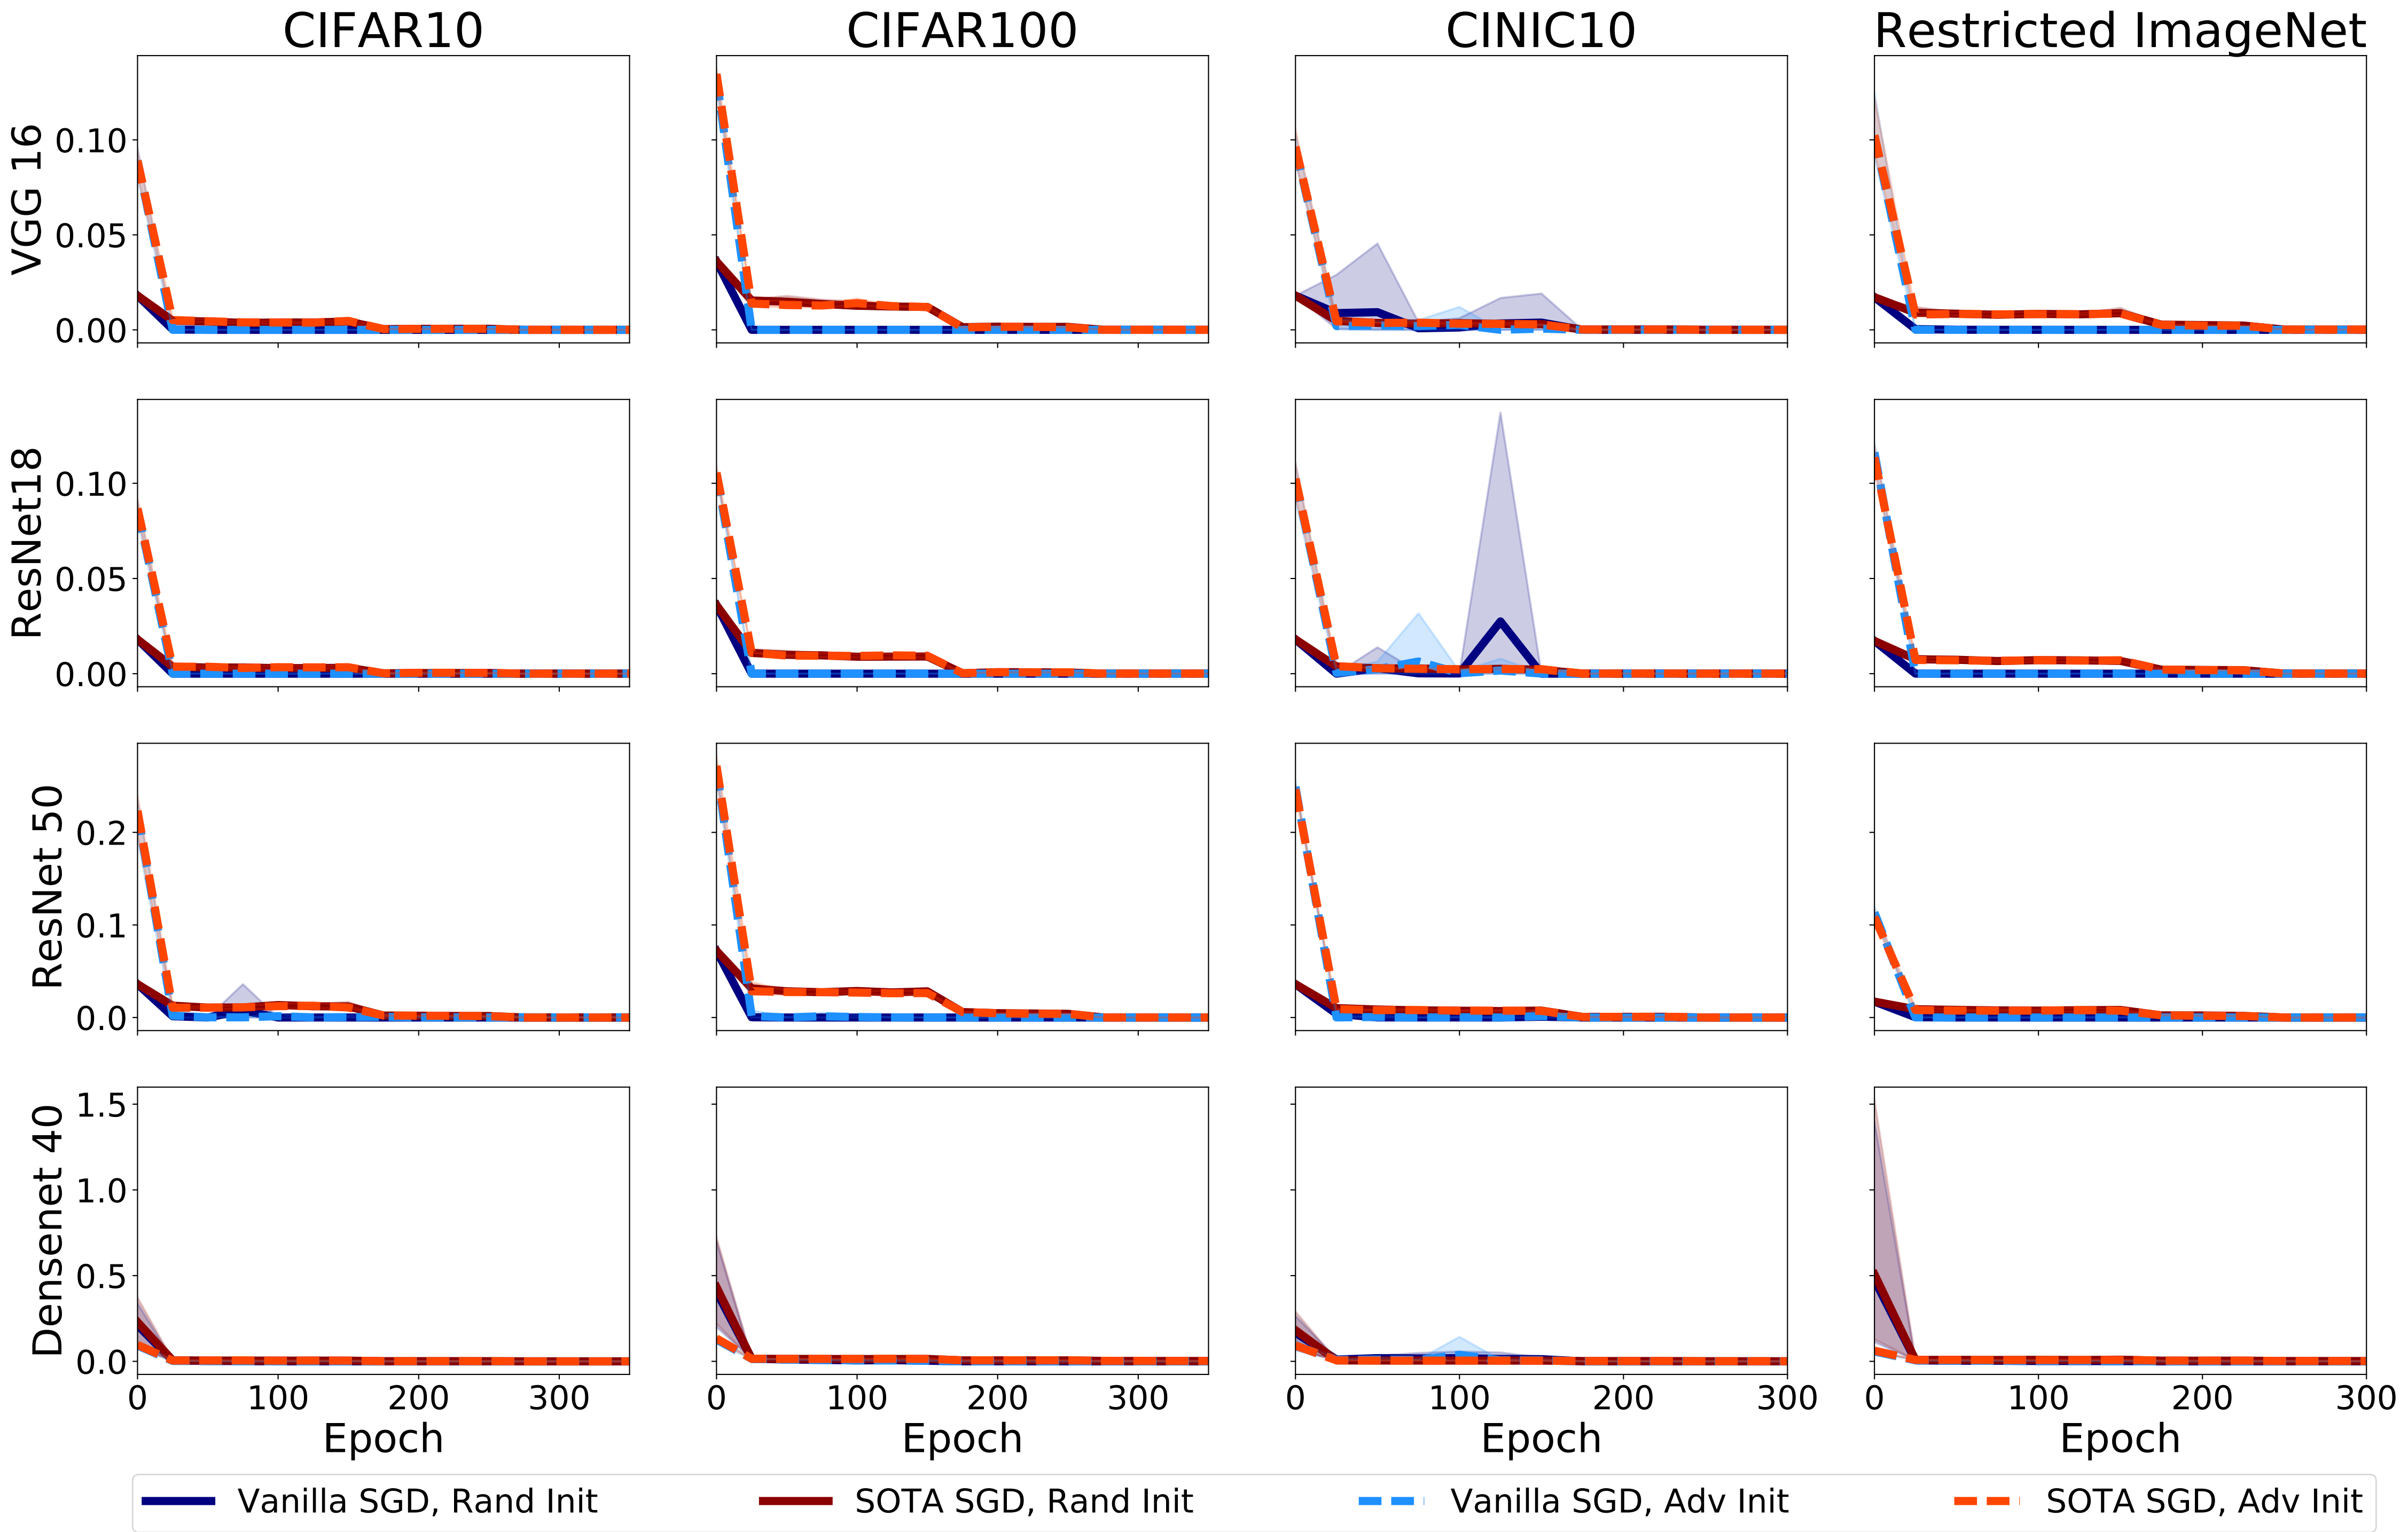 CIFAR10 CIFAR100 CINIC10 Restricted ImageNet
VGG 16
0.10
0.05
0.00
ResNet18
0.10
0.05
0.00
ResNet 50
0.2
0.1
0.0
Densenet 40
1.5
1.0
0.5
0.0
0 100 200 300 0 100 200 300 0 100 200 300 0 100 200 300
Epoch Epoch Epoch Epoch
Vanilla SGD, Rand Init SOTA SGD, Rand Init Vanilla SGD, Adv Init SOTA SGD, Adv Init